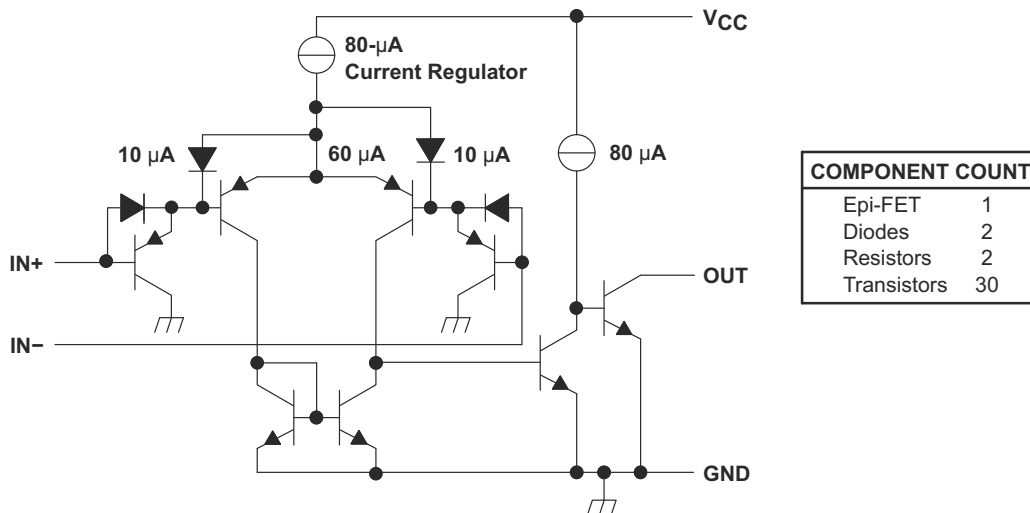 VCC
80-μA
Current Regulator
10 μA
60 μA
10 μA
80 μA
IN+
IN−
OUT
GND
COMPONENT COUNT
Epi-FET 1
Diodes 2
Resistors 2
Transistors 30